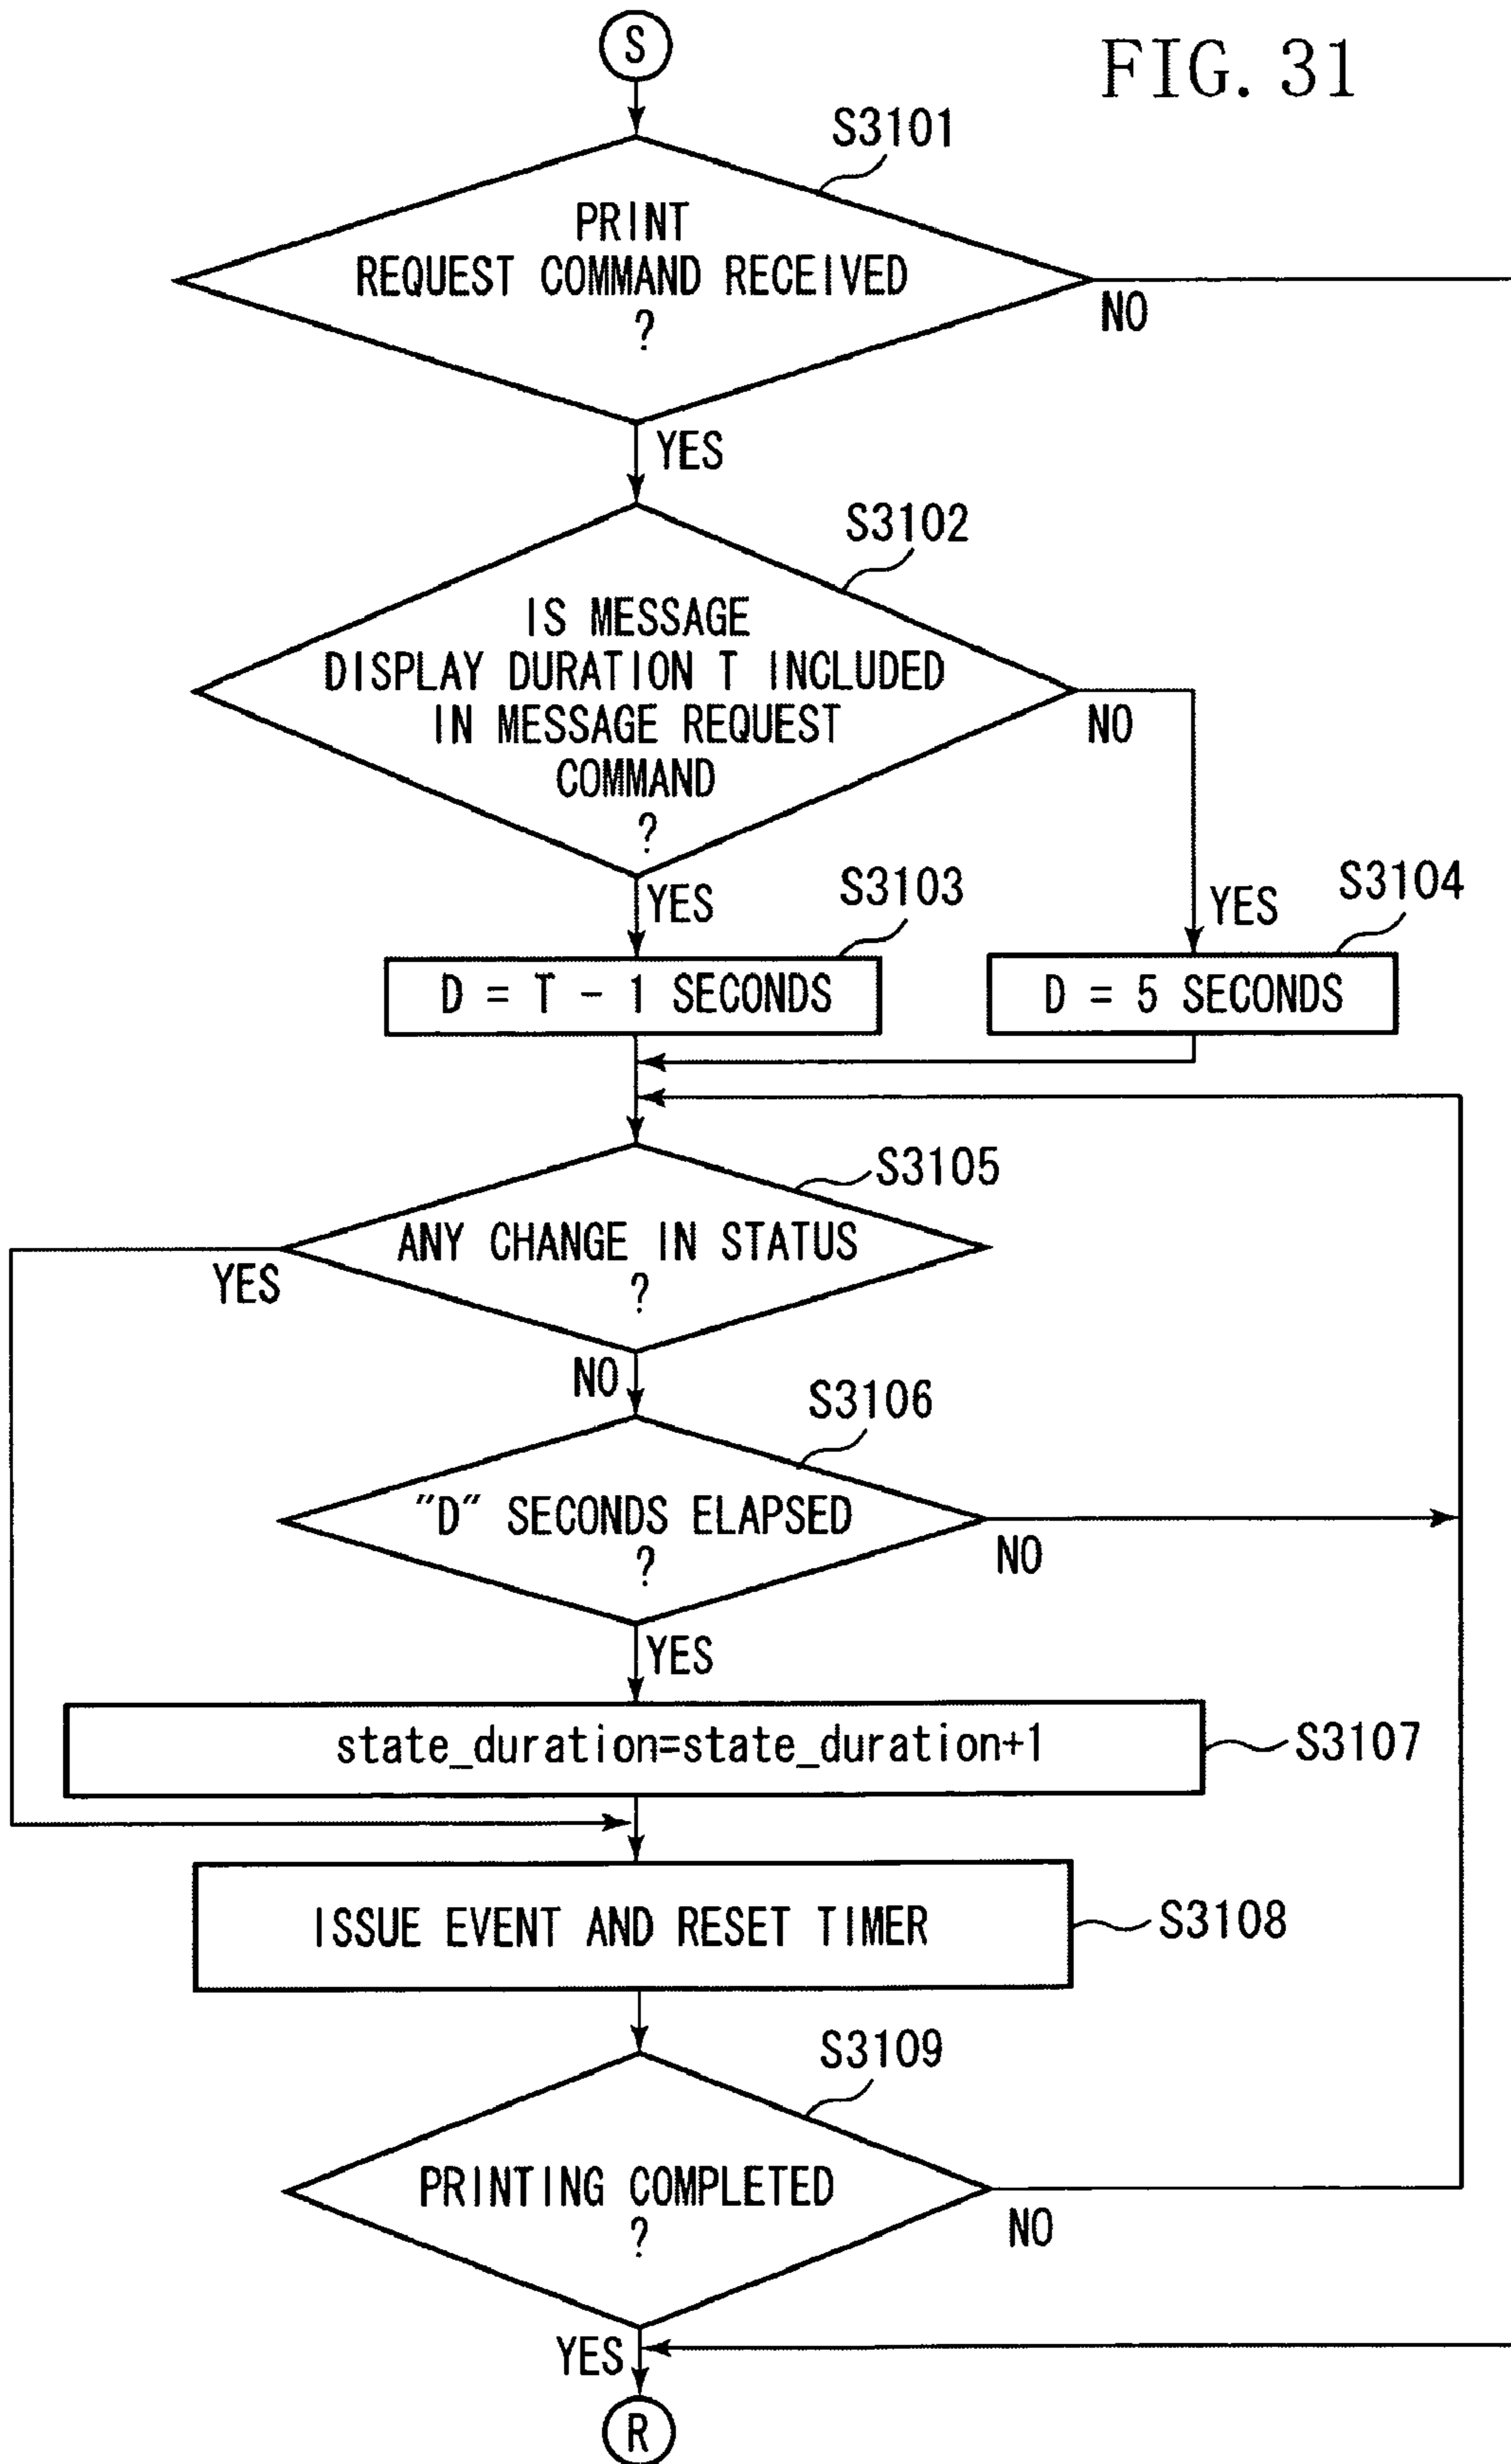 S
FIG. 31
S3101
PRINT
REQUEST COMMAND RECEIVED
?
NO
YES
S3102
IS MESSAGE
DISPLAY DURATION T INCLUDED
IN MESSAGE REQUEST
COMMAND
?
NO
YES
S3103
YES
S3104
D = T - 1 SECONDS
D = 5 SECONDS
S3105
ANY CHANGE IN STATUS
?
YES
NO
S3106
"D" SECONDS ELAPSED
?
NO
YES
state_duration=state_duration+1
S3107
ISSUE EVENT AND RESET TIMER
S3108
S3109
PRINTING COMPLETED
?
NO
YES
R